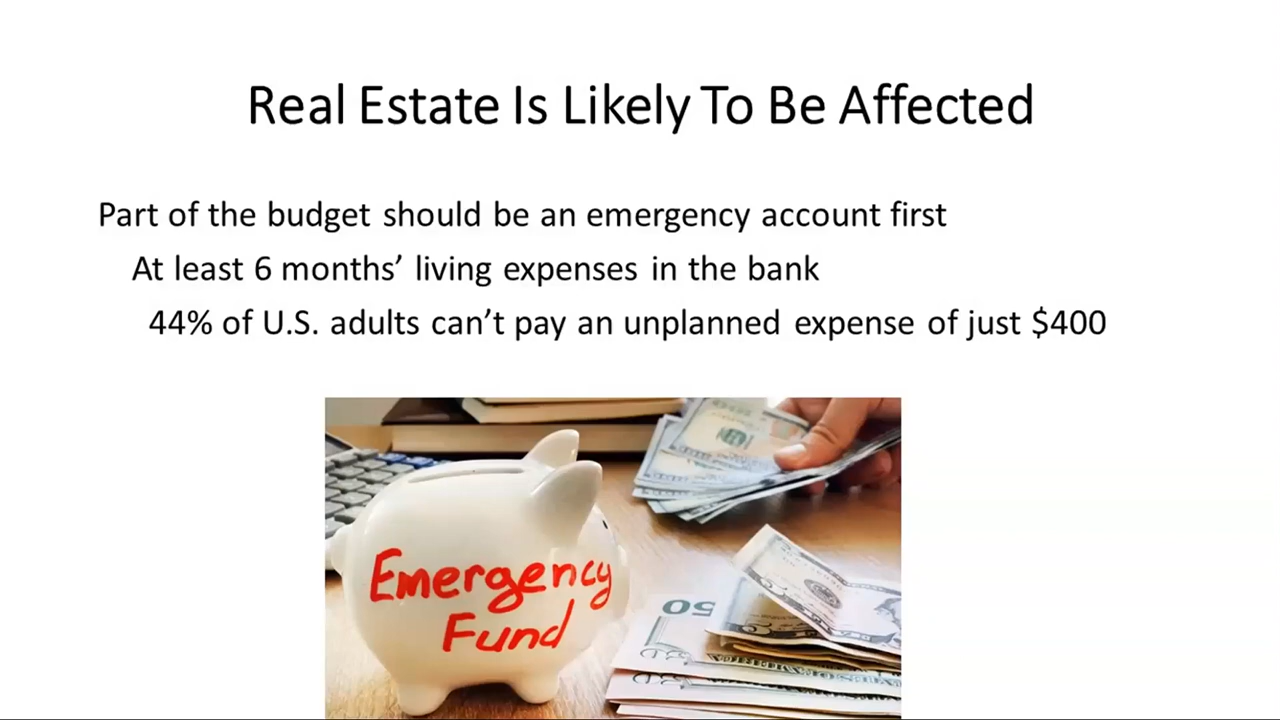 Real Estate Is Likely To Be Affected
Part of the budget should be an emergency account first
At least 6 months’ living expenses in the bank
44% of U.S. adults can’t pay an unplanned expense of just $400
Emergency
Fund
50